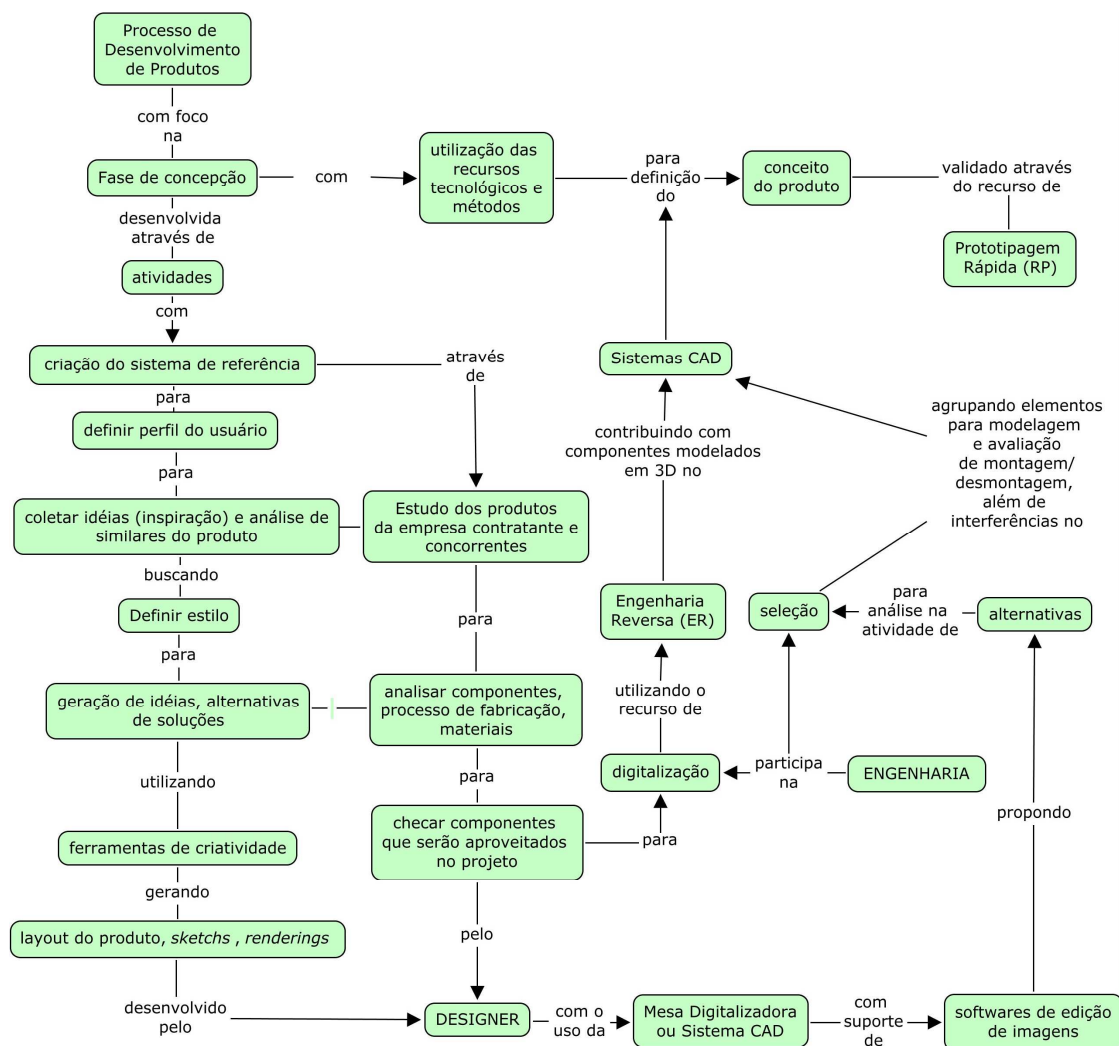 Processo de
Desenvolvimento
de Produtos
com foco
na
Fase de concepção
com
utilização das
recursos
tecnológicos e
métodos
para
definição
do
conceito
do produto
validado através
do recurso de
Prototipagem
Rápida (RP)
desenvolvida
através de
atividades
com
criação do sistema de referência
através
de
Sistemas CAD
para
definir perfil do usuário
contribuindo com
componentes modelados
em 3D no
agrupando elementos
para modelagem
e avaliação
de montagem/
desmontagem,
além de
interferências no
para
coletar idéias (inspiração) e análise de
similares do produto
Estudo dos produtos
da empresa contratante e
concorrentes
buscando
Definir estilo
para
Engenharia
Reversa (ER)
seleção
para
análise na
atividade de
alternativas
para
geração de idéias, alternativas
de soluções
analisar componentes,
processo de fabricação,
materiais
utilizando o
recurso de
utilizando
para
digitalização
participa
na
ENGENHARIA
propondo
ferramentas de criatividade
checar componentes
que serão aproveitados
no projeto
para
gerando
layout do produto, sketchs , renderings
pelo
desenvolvido
pelo
DESIGNER
com o
uso da
Mesa Digitalizadora
ou Sistema CAD
com
suporte
de
softwares de edição
de imagens